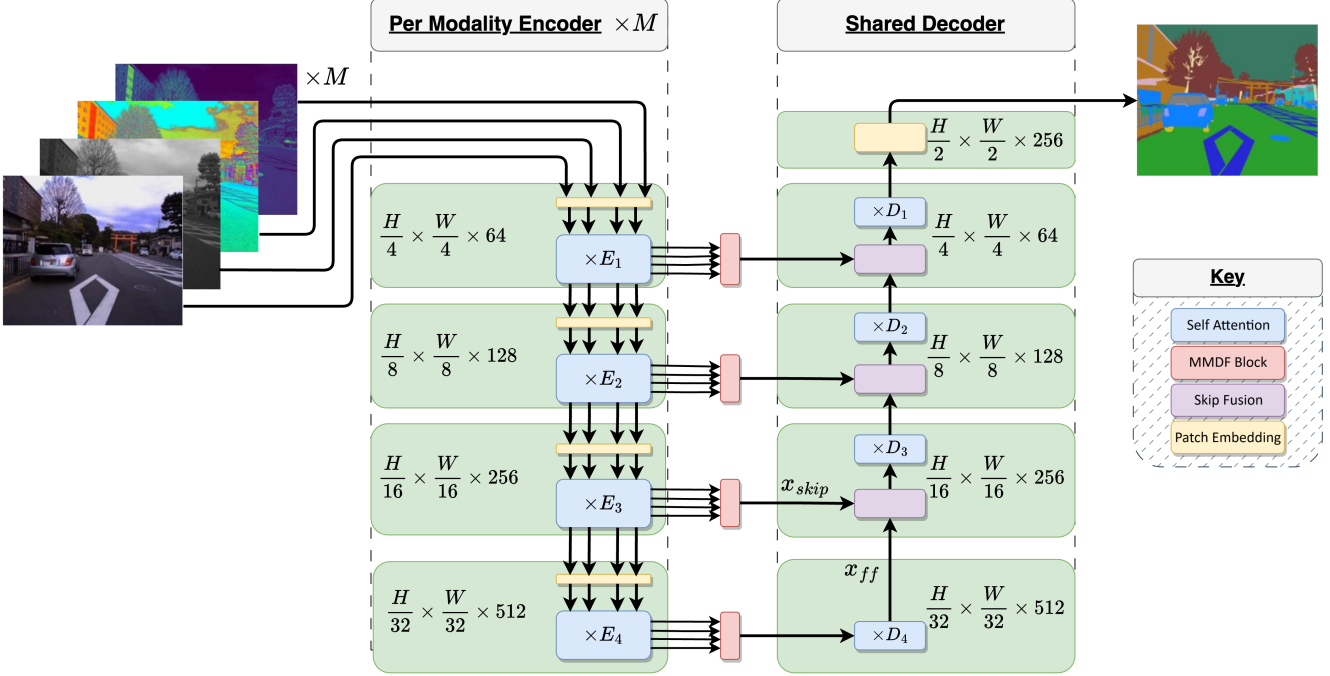 Per Modality Encoder ×M
Shared Decoder
×M
H/2 × W/2 × 256
H/4 × W/4 × 64
×E₁
×D₁
H/4 × W/4 × 64
H/8 × W/8 × 128
×E₂
×D₂
H/8 × W/8 × 128
H/16 × W/16 × 256
×E₃
x_skip
×D₃
H/16 × W/16 × 256
H/32 × W/32 × 512
×E₄
x_ff
×D₄
H/32 × W/32 × 512
Key
Self Attention
MMDF Block
Skip Fusion
Patch Embedding